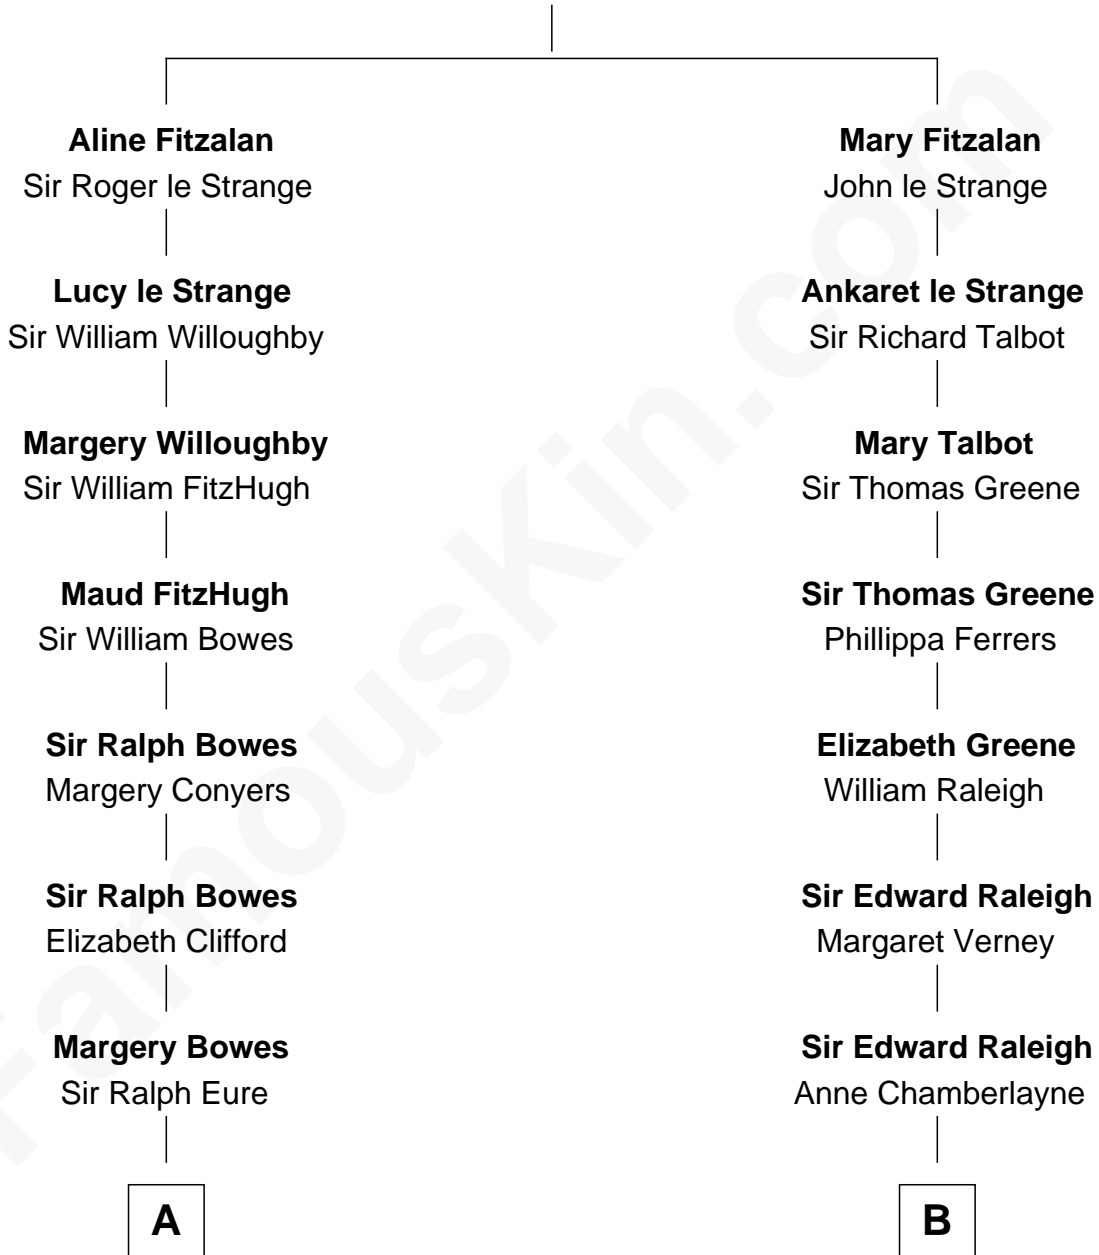 Aline Fitzalan
Sir Roger le Strange
Mary Fitzalan
John le Strange
Lucy le Strange
Sir William Willoughby
Ankaret le Strange
Sir Richard Talbot
Margery Willoughby
Sir William FitzHugh
Mary Talbot
Sir Thomas Greene
Maud FitzHugh
Sir William Bowes
Sir Thomas Greene
Phillippa Ferrers
Sir Ralph Bowes
Margery Conyers
Elizabeth Greene
William Raleigh
Sir Ralph Bowes
Elizabeth Clifford
Sir Edward Raleigh
Margaret Verney
Margery Bowes
Sir Ralph Eure
Sir Edward Raleigh
Anne Chamberlayne
A
B
FamousKin.com